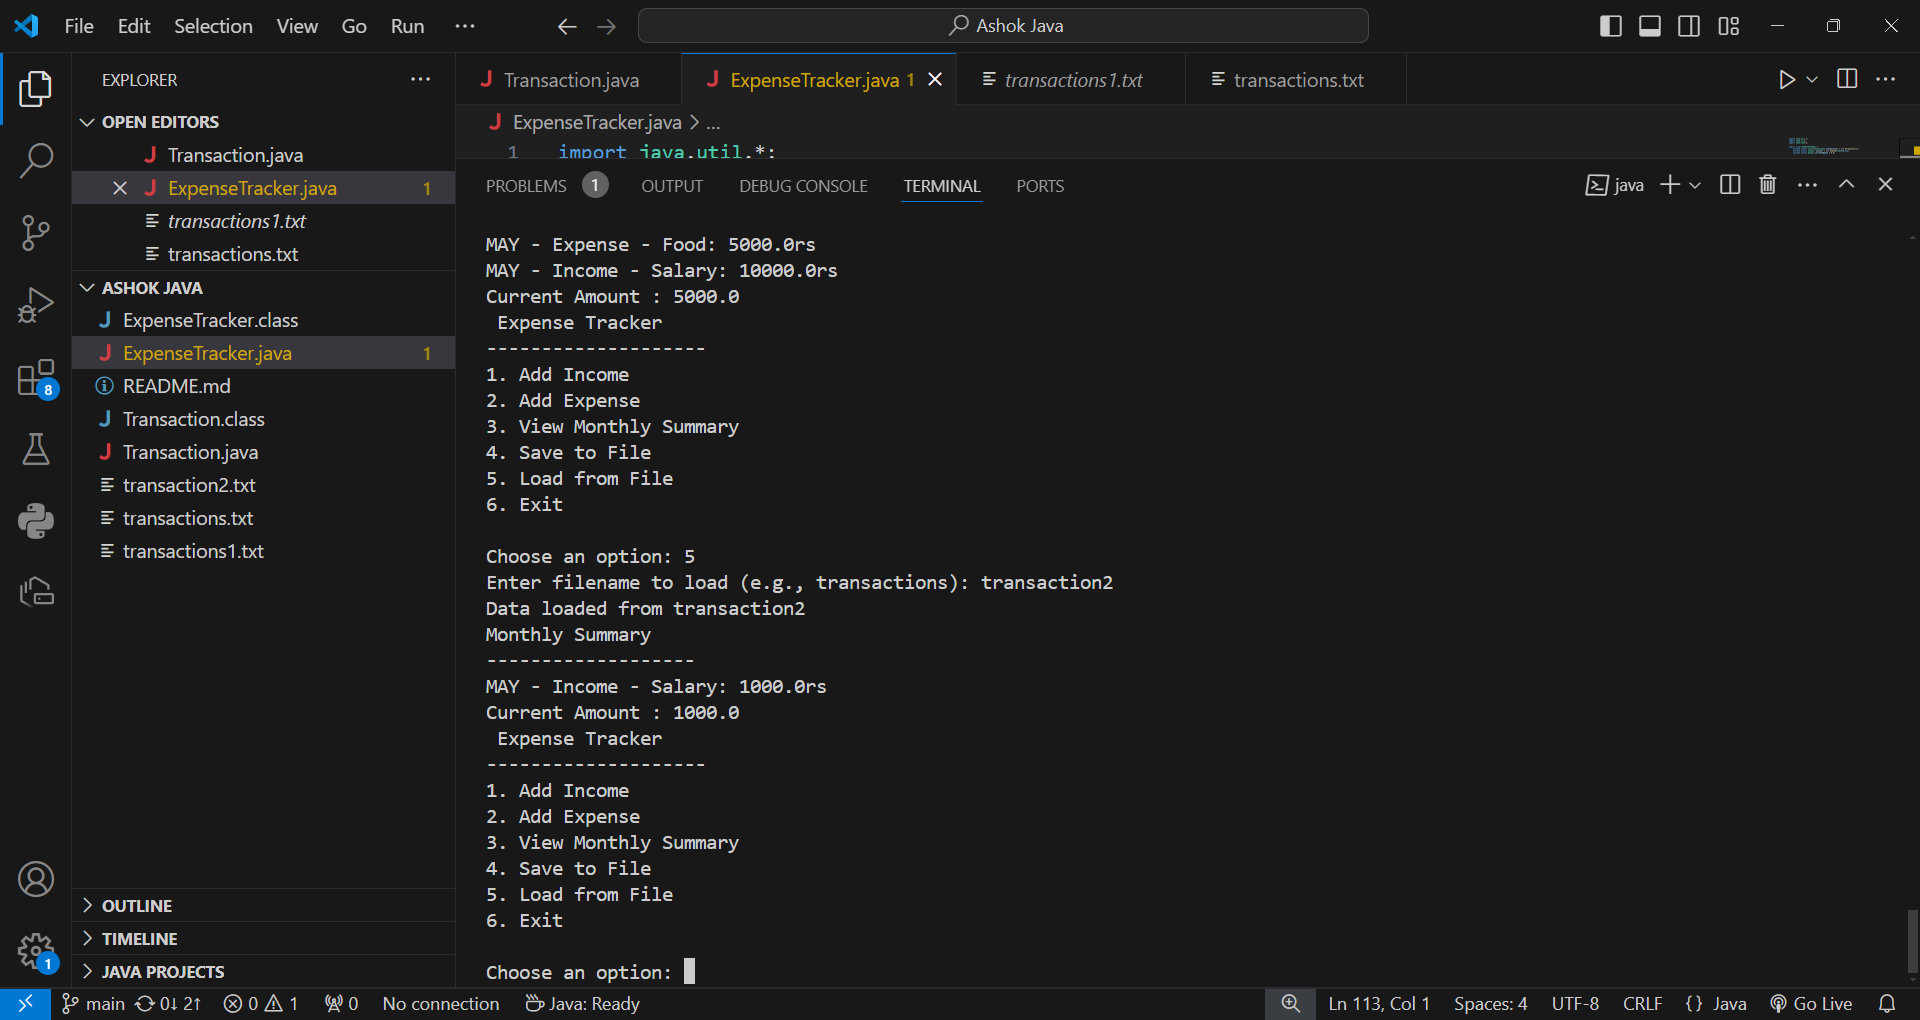 File Edit Selection View Go Run ··· Ashok Java
EXPLORER
OPEN EDITORS
Transaction.java
ExpenseTracker.java 1
transactions1.txt
transactions.txt
ASHOK JAVA
ExpenseTracker.class
ExpenseTracker.java 1
README.md
Transaction.class
Transaction.java
transaction2.txt
transactions.txt
transactions1.txt
OUTLINE
TIMELINE
JAVA PROJECTS
8
1
Transaction.java ExpenseTracker.java 1 transactions1.txt transactions.txt
ExpenseTracker.java > ...
1 import java.util.*;
PROBLEMS 1 OUTPUT DEBUG CONSOLE TERMINAL PORTS java
MAY - Expense - Food: 5000.0rs
MAY - Income - Salary: 10000.0rs
Current Amount : 5000.0
Expense Tracker
--------------------
1. Add Income
2. Add Expense
3. View Monthly Summary
4. Save to File
5. Load from File
6. Exit
Choose an option: 5
Enter filename to load (e.g., transactions): transaction2
Data loaded from transaction2
Monthly Summary
-------------------
MAY - Income - Salary: 1000.0rs
Current Amount : 1000.0
Expense Tracker
--------------------
1. Add Income
2. Add Expense
3. View Monthly Summary
4. Save to File
5. Load from File
6. Exit
Choose an option:
main 0↓ 2↑ 0 1 0 No connection Java: Ready Ln 113, Col 1 Spaces: 4 UTF-8 CRLF {} Java Go Live